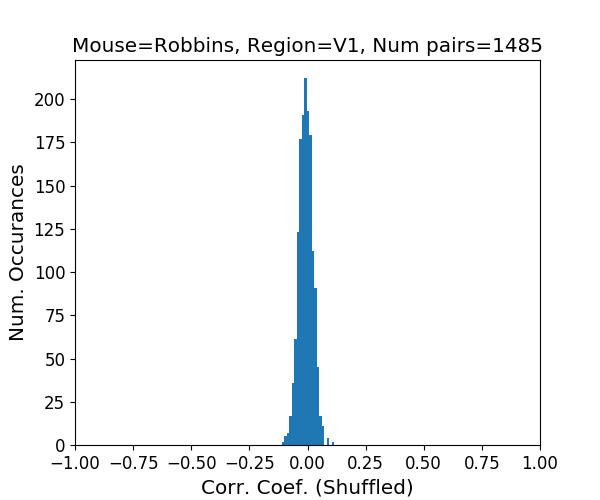 Mouse=Robbins, Region=V1, Num pairs=1485
200
175
150
125
100
75
50
25
0
Num. Occurances
−1.00 −0.75 −0.50 −0.25 0.00 0.25 0.50 0.75 1.00
Corr. Coef. (Shuffled)